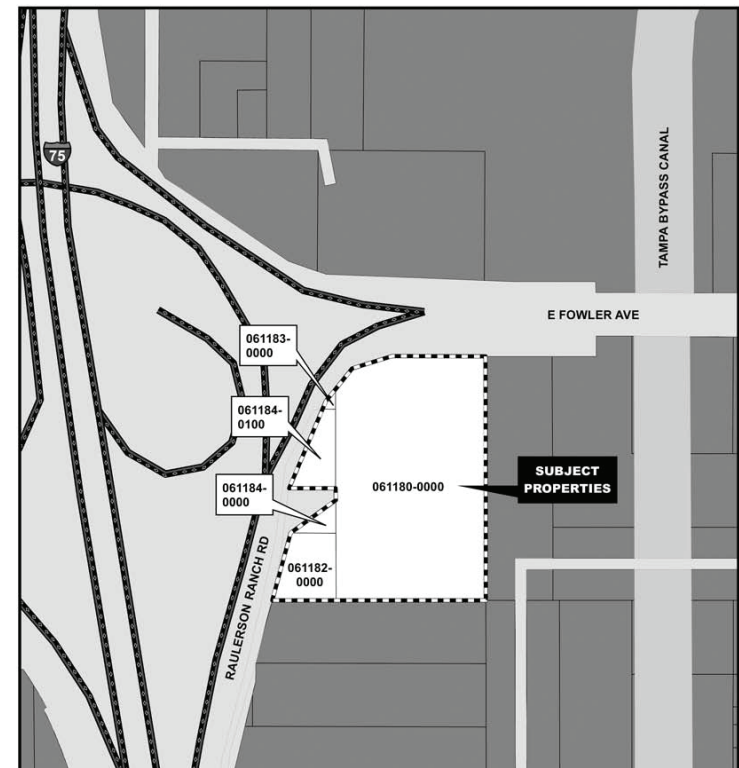 75
TAMPA BYPASS CANAL
E FOWLER AVE
061183-
0000
061184-
0100
061184-
0000
061180-0000
SUBJECT
PROPERTIES
061182-
0000
RAULERSON RANCH RD